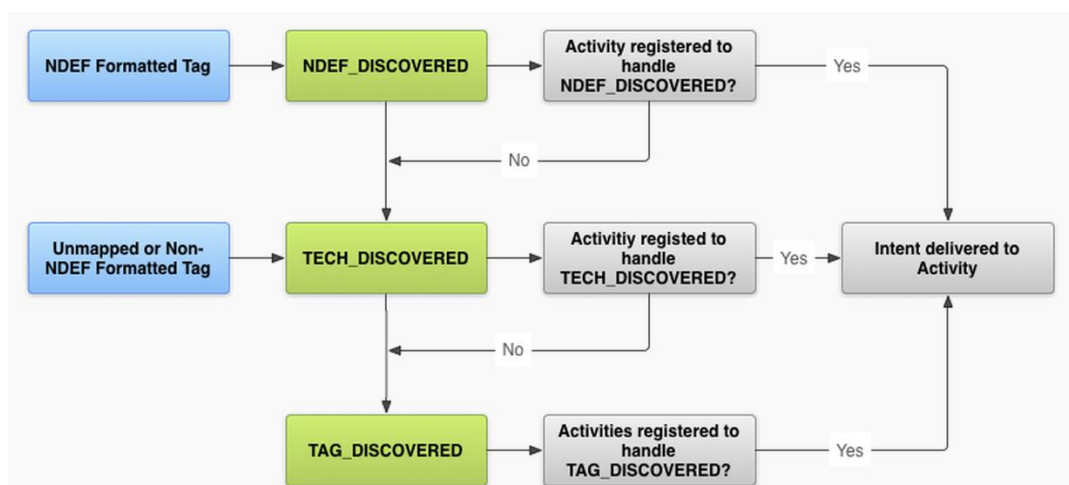 NDEF Formatted Tag
NDEF_DISCOVERED
Activity registered to
handle
NDEF_DISCOVERED?
Yes
No
Unmapped or Non-
NDEF Formatted Tag
TECH_DISCOVERED
Activitiy registed to
handle
TECH_DISCOVERED?
Yes
Intent delivered to
Activity
No
TAG_DISCOVERED
Activities registered to
handle
TAG_DISCOVERED?
Yes